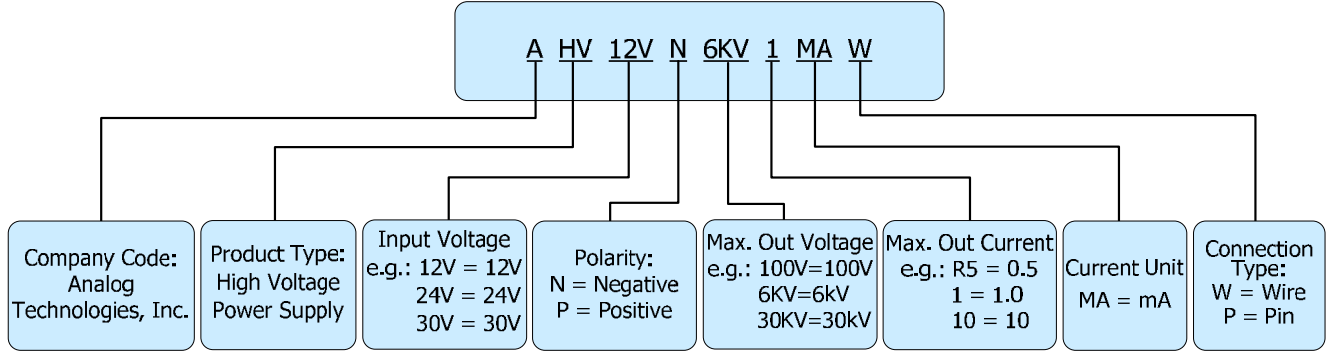 A HV 12V N 6KV 1 MA W
Company Code:
Analog
Technologies, Inc.
Product Type:
High Voltage
Power Supply
Input Voltage
e.g.: 12V = 12V
24V = 24V
30V = 30V
Polarity:
N = Negative
P = Positive
Max. Out Voltage
e.g.: 100V=100V
6KV=6kV
30KV=30kV
Max. Out Current
e.g.: R5 = 0.5
1 = 1.0
10 = 10
Current Unit
MA = mA
Connection
Type:
W = Wire
P = Pin